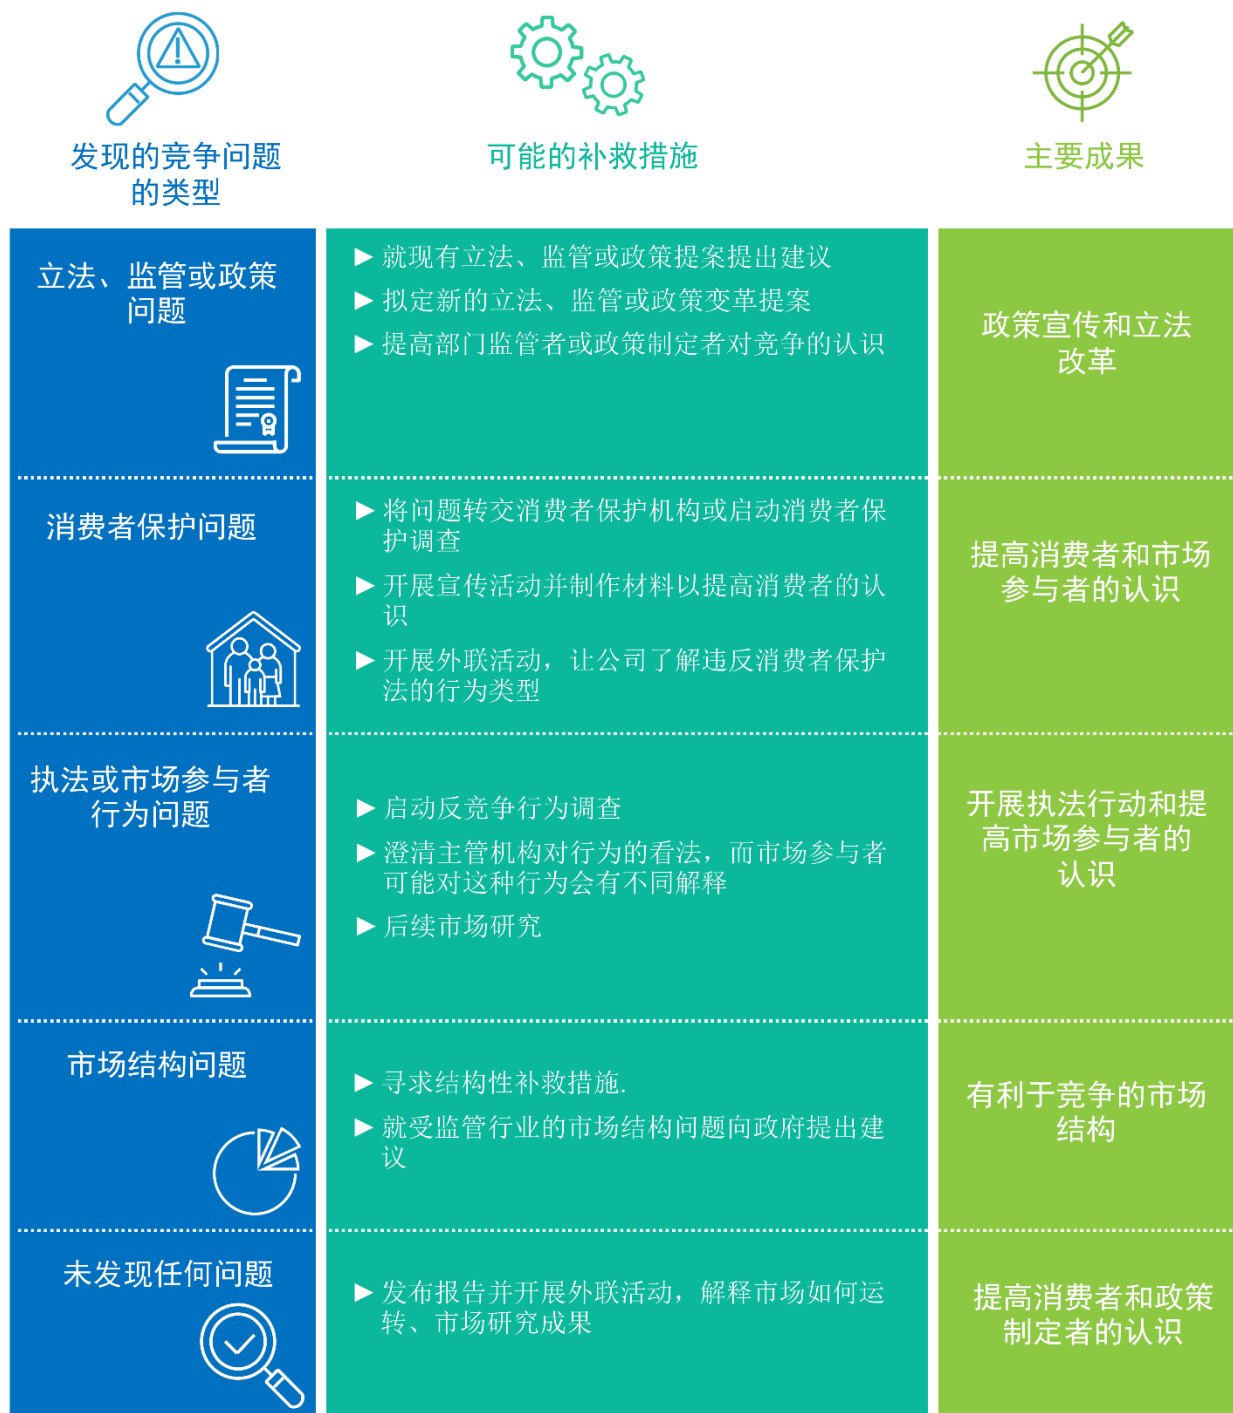 发现的竞争问题
的类型
可能的补救措施
主要成果
立法、监管或政策
问题
►就现有立法、监管或政策提案提出建议
►拟定新的立法、监管或政策变革提案
►提高部门监管者或政策制定者对竞争的认识
政策宣传和立法
改革
消费者保护问题
►将问题转交消费者保护机构或启动消费者保
护调查
►开展宣传活动并制作材料以提高消费者的认
识
►开展外联活动，让公司了解违反消费者保护
法的行为类型
提高消费者和市场
参与者的认识
执法或市场参与者
行为问题
►启动反竞争行为调查
►澄清主管机构对行为的看法，而市场参与者
可能对这种行为会有不同解释
►后续市场研究
开展执法行动和提
高市场参与者的
认识
市场结构问题
►寻求结构性补救措施.
►就受监管行业的市场结构问题向政府提出建
议
有利于竞争的市场
结构
未发现任何问题
►发布报告并开展外联活动，解释市场如何运
转、市场研究成果
提高消费者和政策
制定者的认识